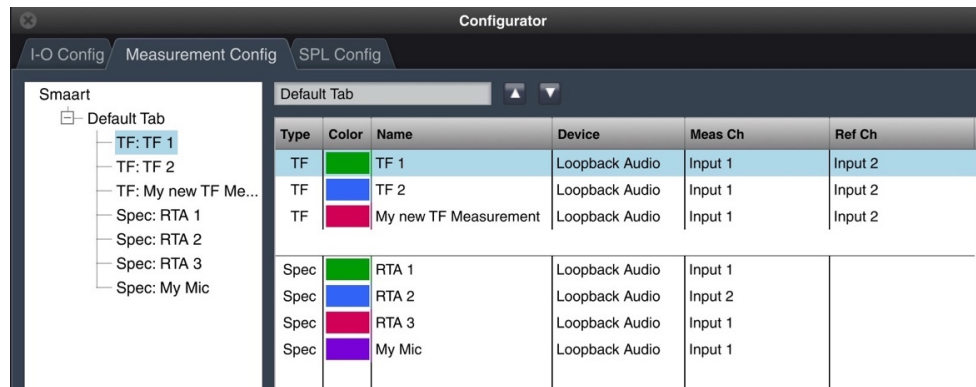 Configurator
I-O Config Measurement Config SPL Config
Smaart
Default Tab
TF: TF 1
TF: TF 2
TF: My new TF Me...
Spec: RTA 1
Spec: RTA 2
Spec: RTA 3
Spec: My Mic
Default Tab
Type Color Name Device Meas Ch Ref Ch
TF TF 1 Loopback Audio Input 1 Input 2
TF TF 2 Loopback Audio Input 1 Input 2
TF My new TF Measurement Loopback Audio Input 1 Input 2
Spec RTA 1 Loopback Audio Input 1
Spec RTA 2 Loopback Audio Input 2
Spec RTA 3 Loopback Audio Input 1
Spec My Mic Loopback Audio Input 1